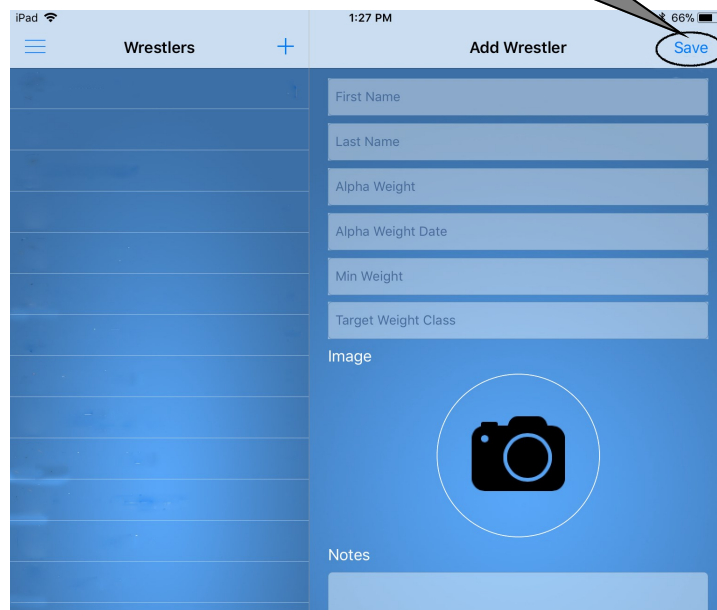 iPad 1:27 PM 66%
Wrestlers + Add Wrestler Save
First Name
Last Name
Alpha Weight
Alpha Weight Date
Min Weight
Target Weight Class
Image
Notes